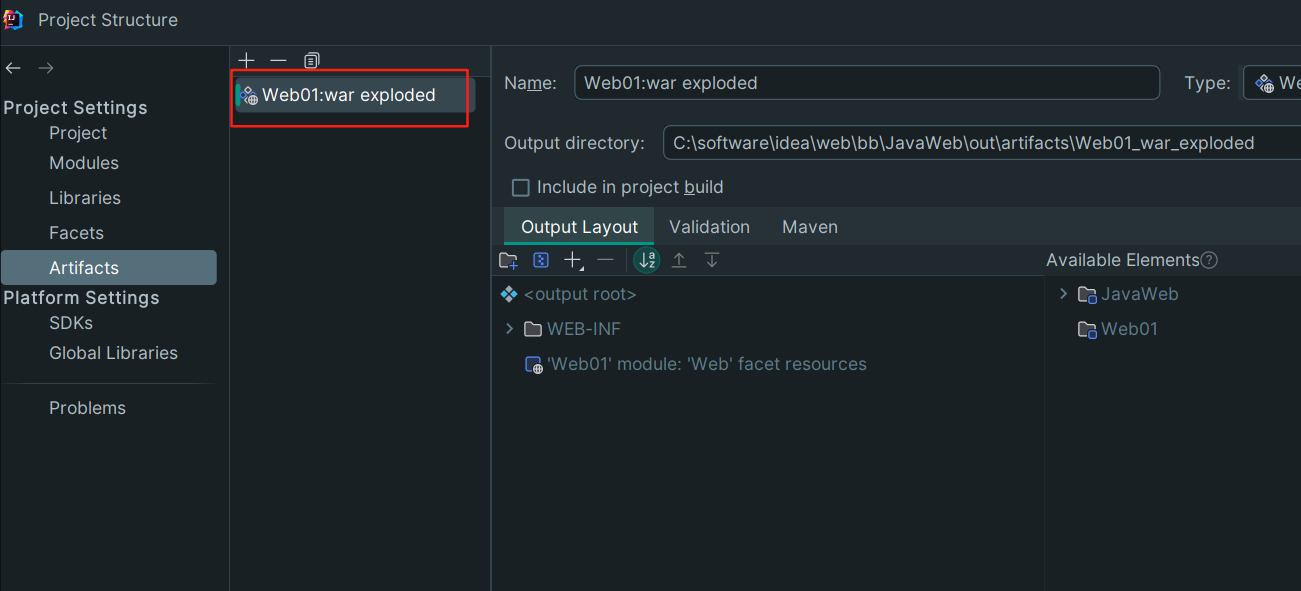 Project Structure
Project Settings
Project
Modules
Libraries
Facets
Artifacts
Platform Settings
SDKs
Global Libraries
Problems
Web01:war exploded
Name: Web01:war exploded Type: We
Output directory: C:\software\idea\web\bb\JavaWeb\out\artifacts\Web01_war_exploded
Include in project build
Output Layout Validation Maven
Available Elements
<output root>
WEB-INF
'Web01' module: 'Web' facet resources
JavaWeb
Web01